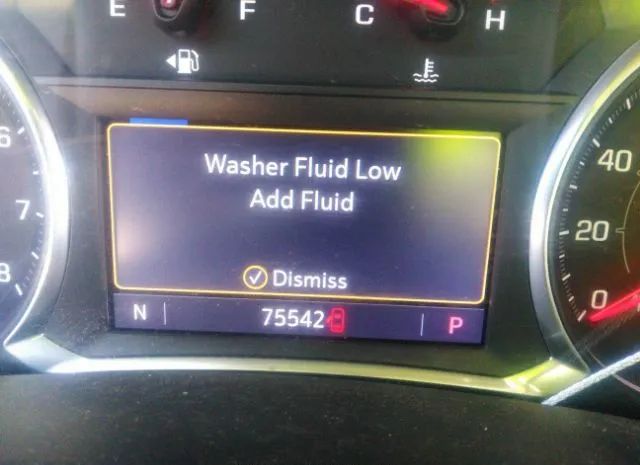 E F C H
Washer Fluid Low
Add Fluid
Dismiss
N 75542 P
6
7
8
40
20
0